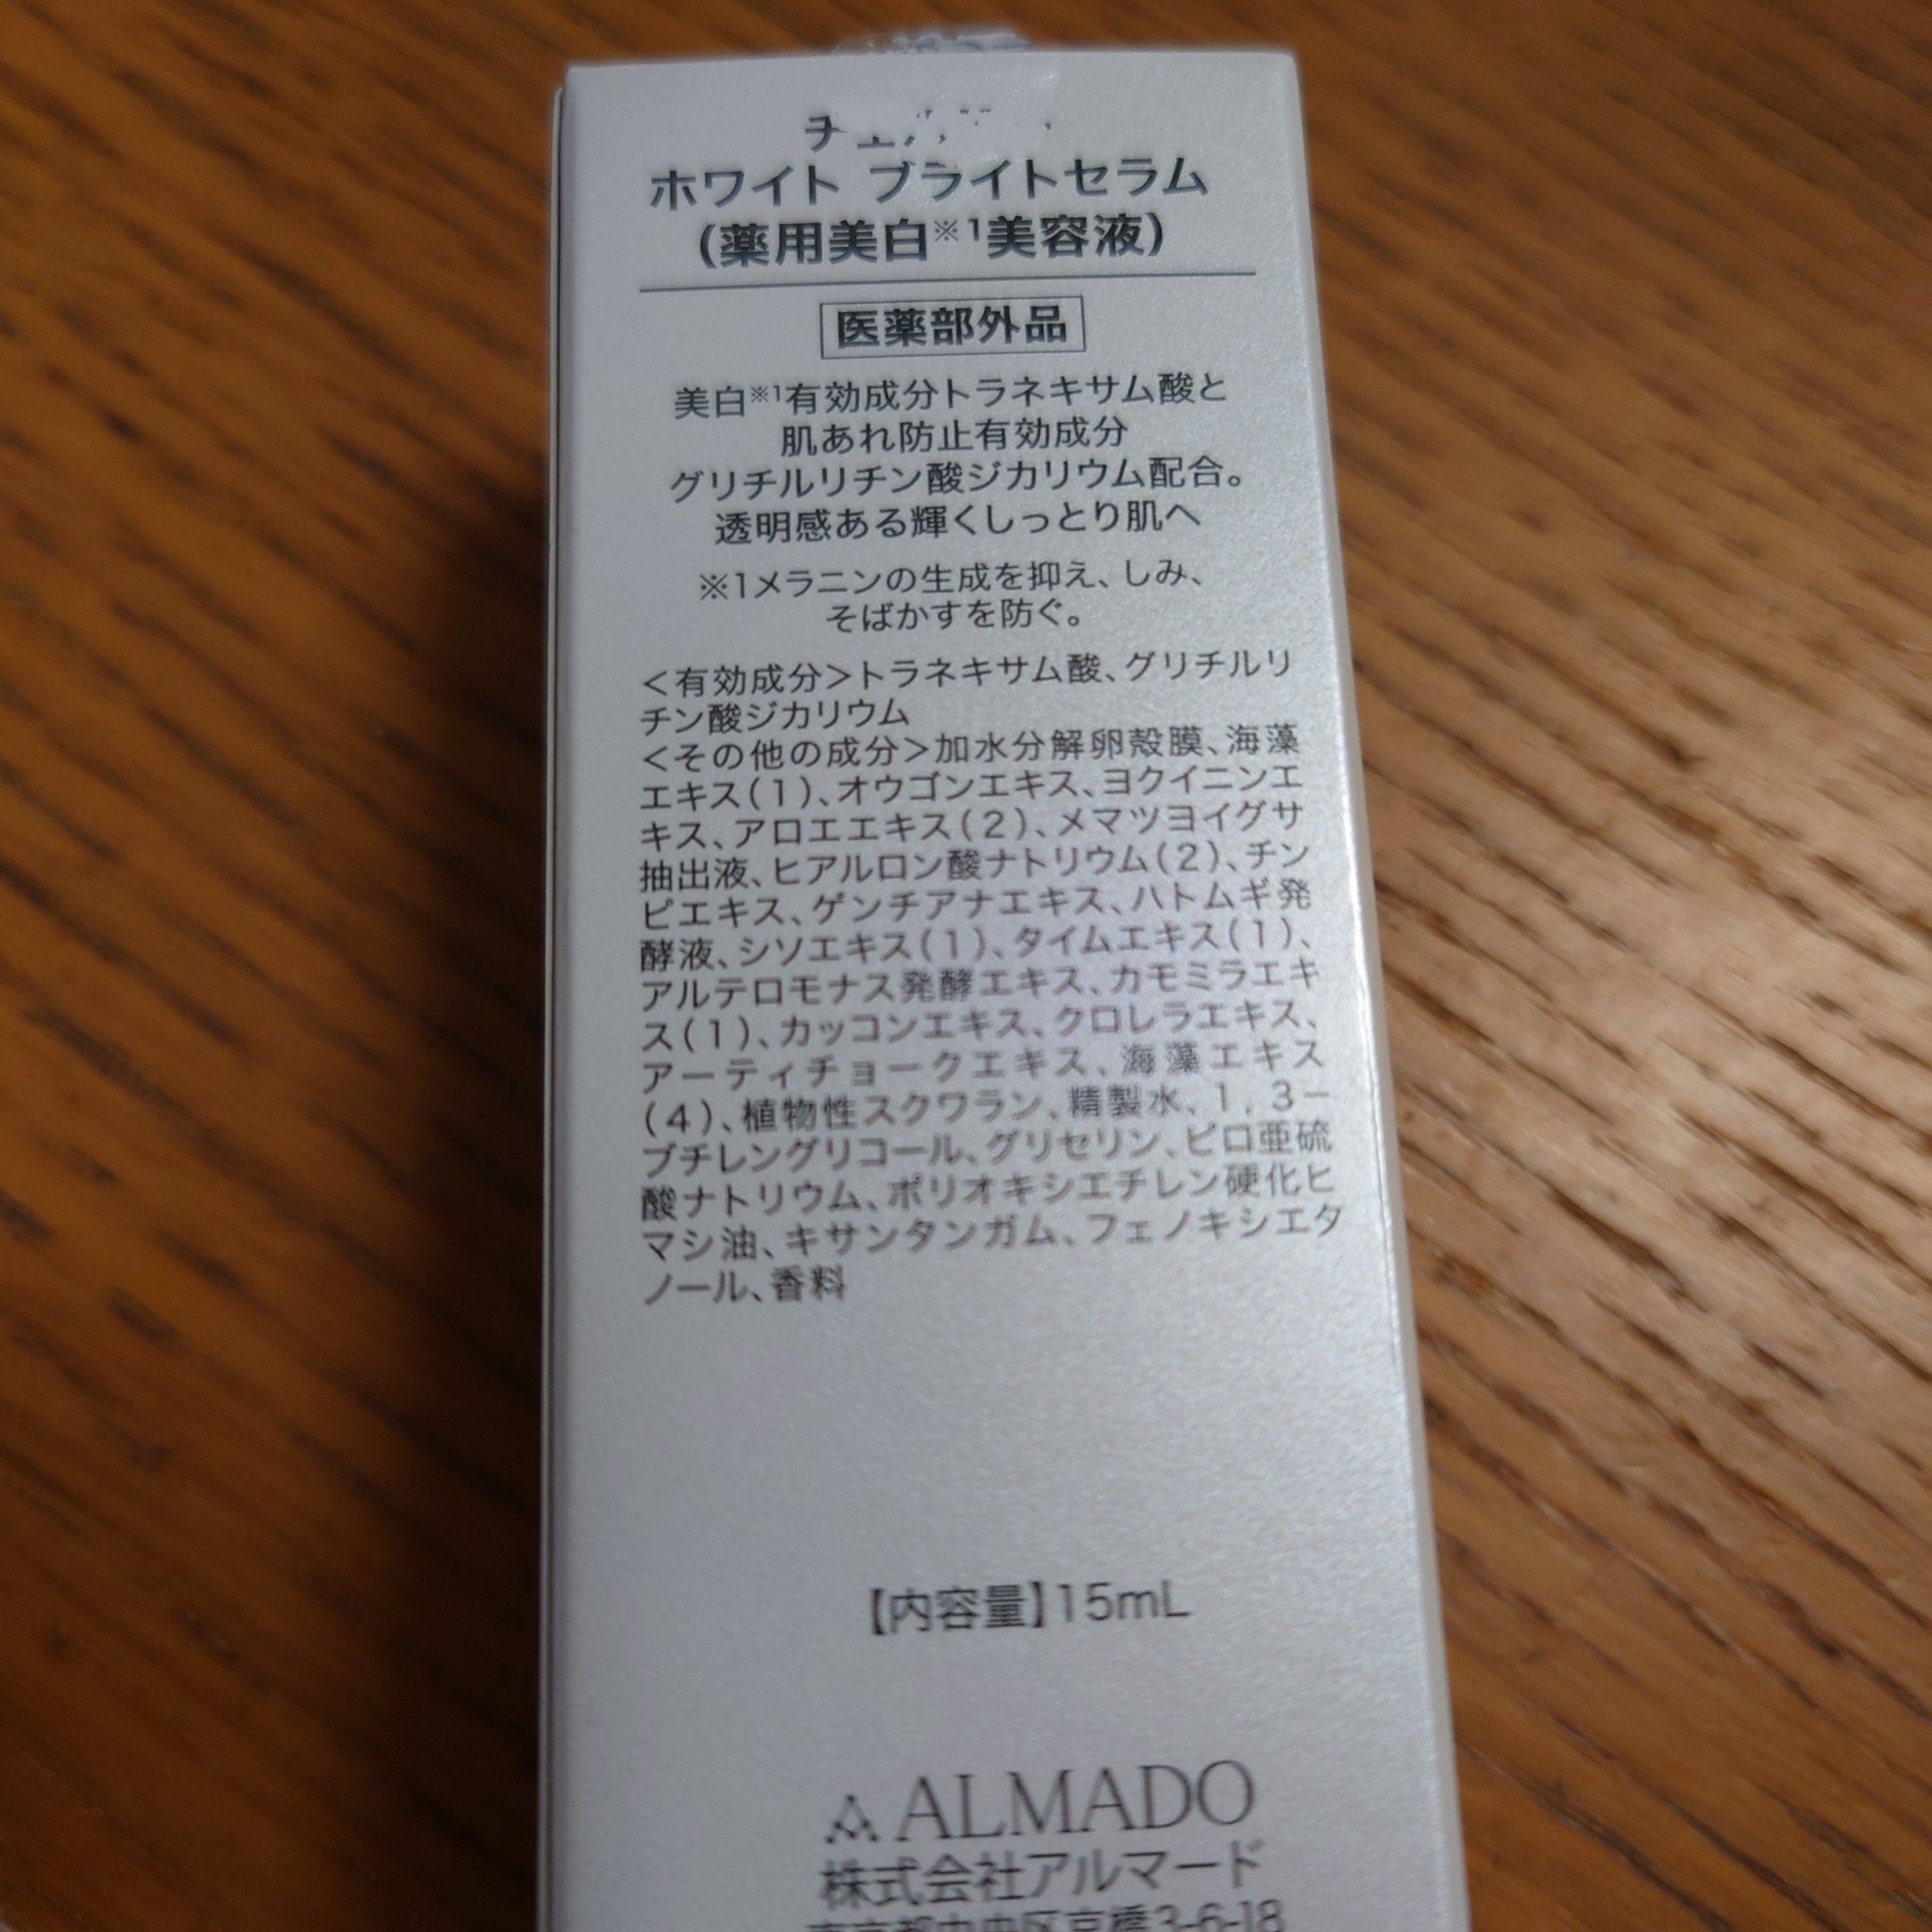 ホワイト ブライトセラム
(薬用美白※1美容液)
医薬部外品
美白※1有効成分トラネキサム酸と
肌あれ防止有効成分
グリチルリチン酸ジカリウム配合。
透明感ある輝くしっとり肌へ
※1メラニンの生成を抑え、しみ、
そばかすを防ぐ。
<有効成分>トラネキサム酸、グリチルリ
チン酸ジカリウム
<その他の成分>加水分解卵殻膜、海藻
エキス(1)、オウゴンエキス、ヨクイニンエ
キス、アロエエキス(2)、メマツヨイグサ
抽出液、ヒアルロン酸ナトリウム(2)、チン
ピエキス、ゲンチアナエキス、ハトムギ発
酵液、シソエキス(1)、タイムエキス(1)、
アルテロモナス発酵エキス、カモミラエキ
ス(1)、カッコンエキス、クロレラエキス、
アーティチョークエキス、海藻エキス
(4)、植物性スクワラン、精製水、1,3-
ブチレングリコール、グリセリン、ピロ亜硫
酸ナトリウム、ポリオキシエチレン硬化ヒ
マシ油、キサンタンガム、フェノキシエタ
ノール、香料
【内容量】15mL
ALMADO
株式会社アルマード
東京都中央区京橋3-6-18